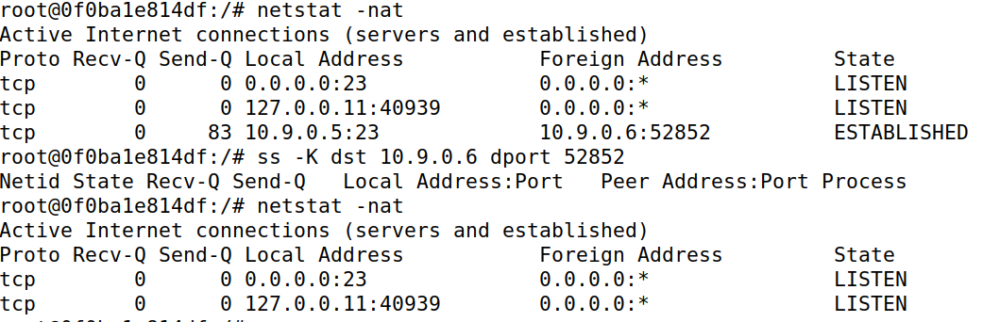 root@0f0ba1e814df:/# netstat -nat
Active Internet connections (servers and established)
Proto Recv-Q Send-Q Local Address           Foreign Address         State
tcp        0      0 0.0.0.0:23              0.0.0.0:*               LISTEN
tcp        0      0 127.0.0.11:40939        0.0.0.0:*               LISTEN
tcp        0     83 10.9.0.5:23             10.9.0.6:52852          ESTABLISHED
root@0f0ba1e814df:/# ss -K dst 10.9.0.6 dport 52852
Netid State Recv-Q Send-Q   Local Address:Port   Peer Address:Port Process
root@0f0ba1e814df:/# netstat -nat
Active Internet connections (servers and established)
Proto Recv-Q Send-Q Local Address           Foreign Address         State
tcp        0      0 0.0.0.0:23              0.0.0.0:*               LISTEN
tcp        0      0 127.0.0.11:40939        0.0.0.0:*               LISTEN